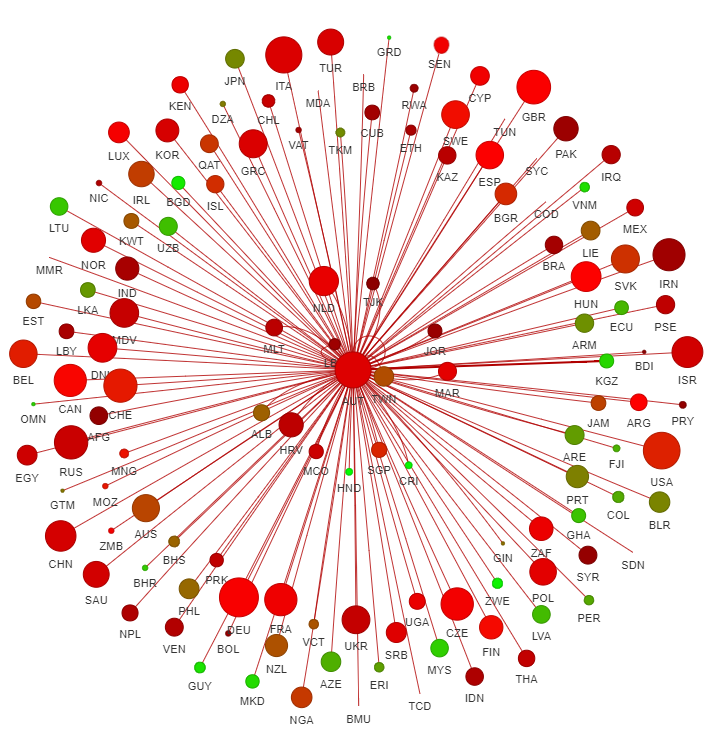 GRD
SEN
TUR
ITA
JPN
BRB
CYP
MDA
RWA
KEN
DZA
CHL
GBR
CUB
TUN
VAT
TKM
ETH
SWE
LUX
KOR
QAT
GRC
PAK
KAZ
ESP
SYC
IRQ
NIC
IRL
BGD
ISL
BGR
COD
VNM
LTU
KWT
UZB
MEX
LIE
NOR
BRA
MMR
IND
SVK
IRN
TJK
NLD
HUN
LKA
EST
MDV
ECU
PSE
ARM
MLT
LBY
JOR
BEL
KGZ
BDI
ISR
MAR
AUT
TWN
CAN
CHE
OMN
JAM
ARG
PRY
AFG
ALB
HRV
EGY
RUS
MNG
MCO
SGP
CRI
ARE
FJI
USA
HND
GTM
MOZ
PRT
COL
BLR
AUS
GHA
ZMB
CHN
BHS
GIN
ZAF
SYR
SDN
BHR
PRK
SAU
POL
PHL
ZWE
NPL
VEN
DEU
FRA
VCT
UKR
UGA
CZE
PER
LVA
BOL
SRB
FIN
GUY
NZL
AZE
ERI
MYS
THA
MKD
IDN
NGA
BMU
TCD